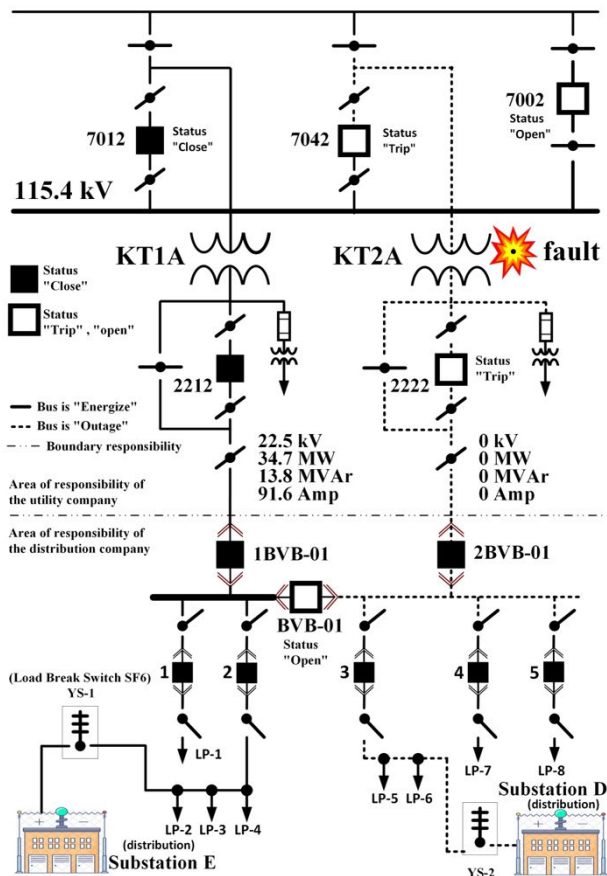 7012
Status
"Close"
7042
Status
"Trip"
7002
Status
"Open"
115.4 kV
KT1A
KT2A
fault
Status
"Close"
Status
"Trip" , "open"
2212
2222
Status
"Trip"
Bus is "Energize"
Bus is "Outage"
Boundary responsibility
22.5 kV
34.7 MW
13.8 MVAr
91.6 Amp
0 kV
0 MW
0 MVAr
0 Amp
Area of responsibility of
the utility company
Area of responsibility of
the distribution company
1BVB-01
2BVB-01
BVB-01
Status
"Open"
1
2
3
4
5
(Load Break Switch SF6)
YS-1
LP-1
LP-2
LP-3
LP-4
LP-5
LP-6
LP-7
LP-8
(distribution)
Substation E
Substation D
(distribution)
YS-2